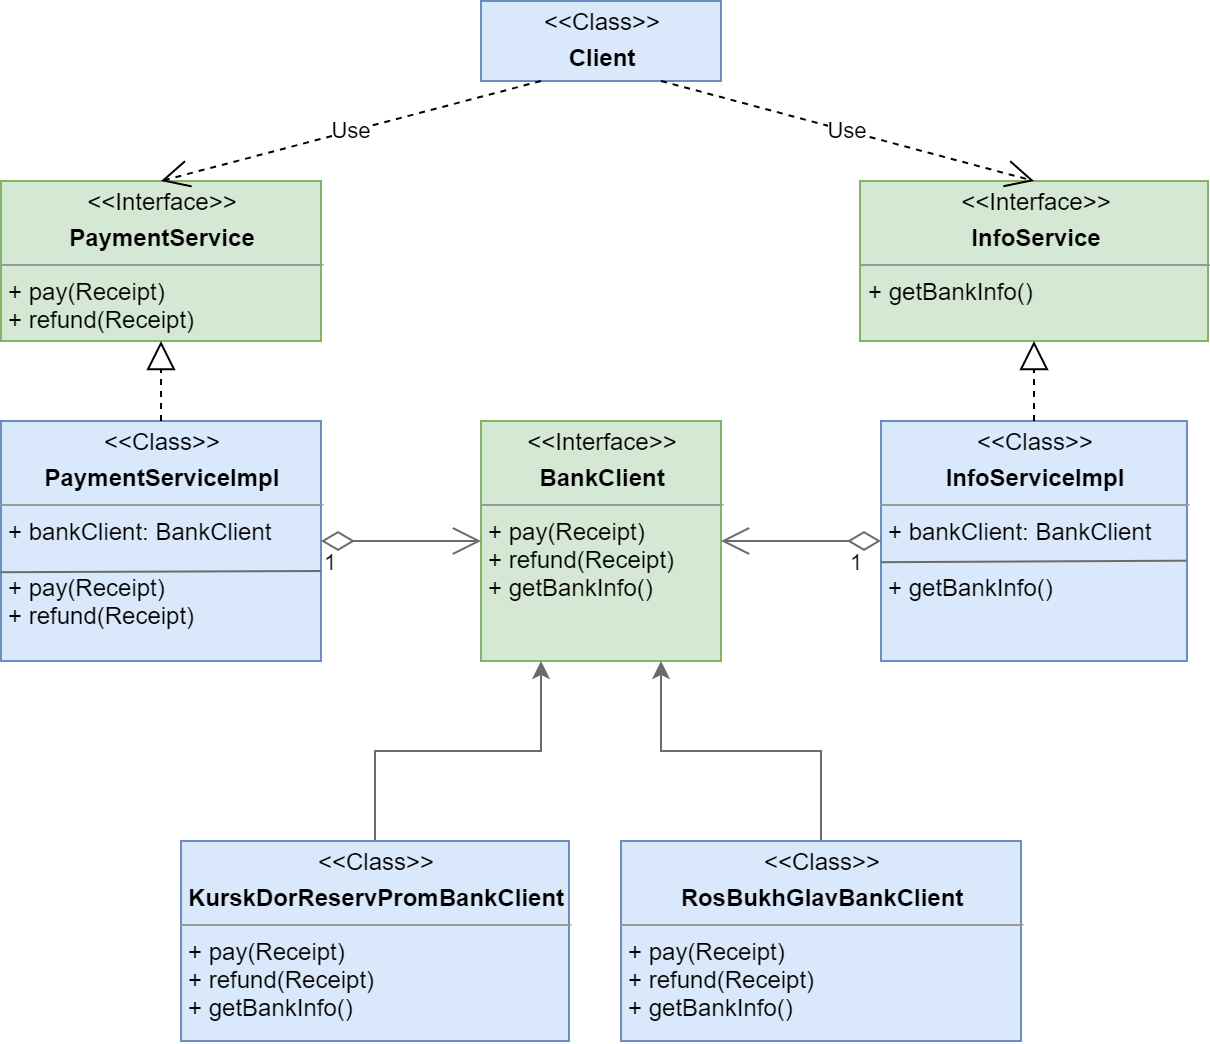 <<Class>>
Client
Use
Use
<<Interface>>
PaymentService
+ pay(Receipt)
+ refund(Receipt)
<<Interface>>
InfoService
+ getBankInfo()
<<Class>>
PaymentServiceImpl
+ bankClient: BankClient
+ pay(Receipt)
+ refund(Receipt)
1
<<Interface>>
BankClient
+ pay(Receipt)
+ refund(Receipt)
+ getBankInfo()
1
<<Class>>
InfoServiceImpl
+ bankClient: BankClient
+ getBankInfo()
<<Class>>
KurskDorReservPromBankClient
+ pay(Receipt)
+ refund(Receipt)
+ getBankInfo()
<<Class>>
RosBukhGlavBankClient
+ pay(Receipt)
+ refund(Receipt)
+ getBankInfo()